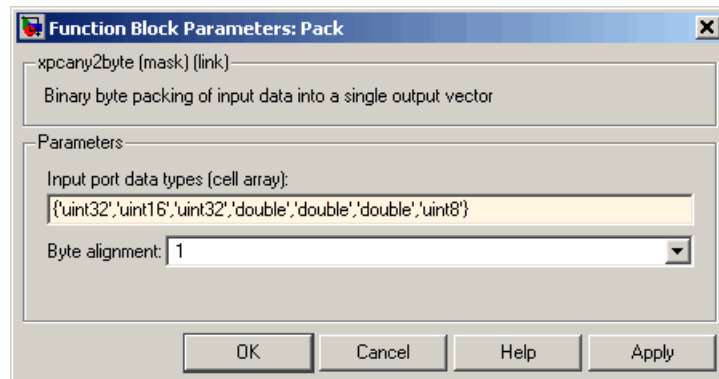 Function Block Parameters: Pack
xpcany2byte (mask) (link)
Binary byte packing of input data into a single output vector
Parameters
Input port data types (cell array):
{'uint32','uint16','uint32','double','double','double','uint8'}
Byte alignment: 1
OK Cancel Help Apply